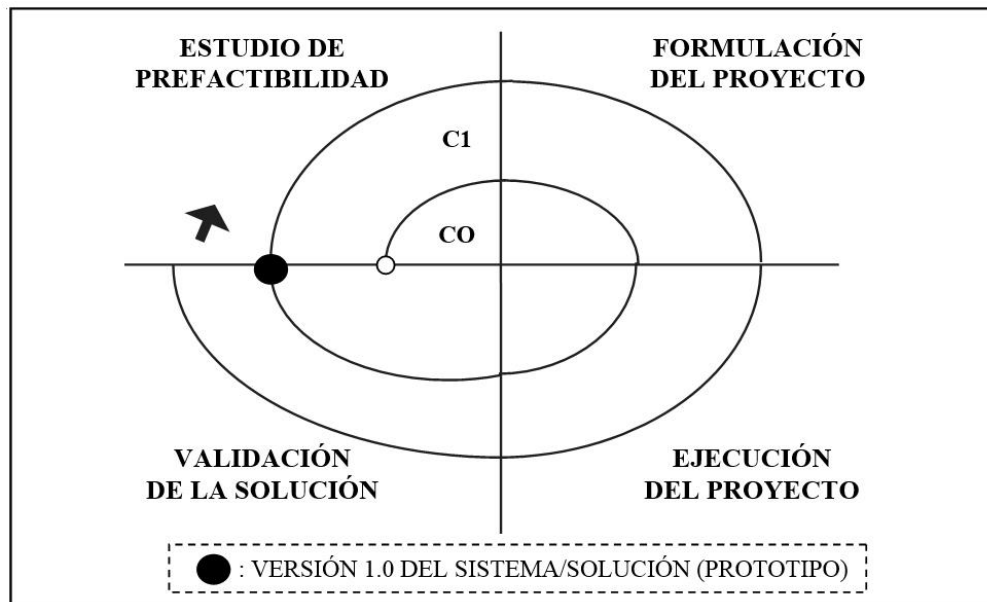 ESTUDIO DE
PREFACTIBILIDAD
FORMULACIÓN
DEL PROYECTO
C1
CO
VALIDACIÓN
DE LA SOLUCIÓN
EJECUCIÓN
DEL PROYECTO
: VERSIÓN 1.0 DEL SISTEMA/SOLUCIÓN (PROTOTIPO)